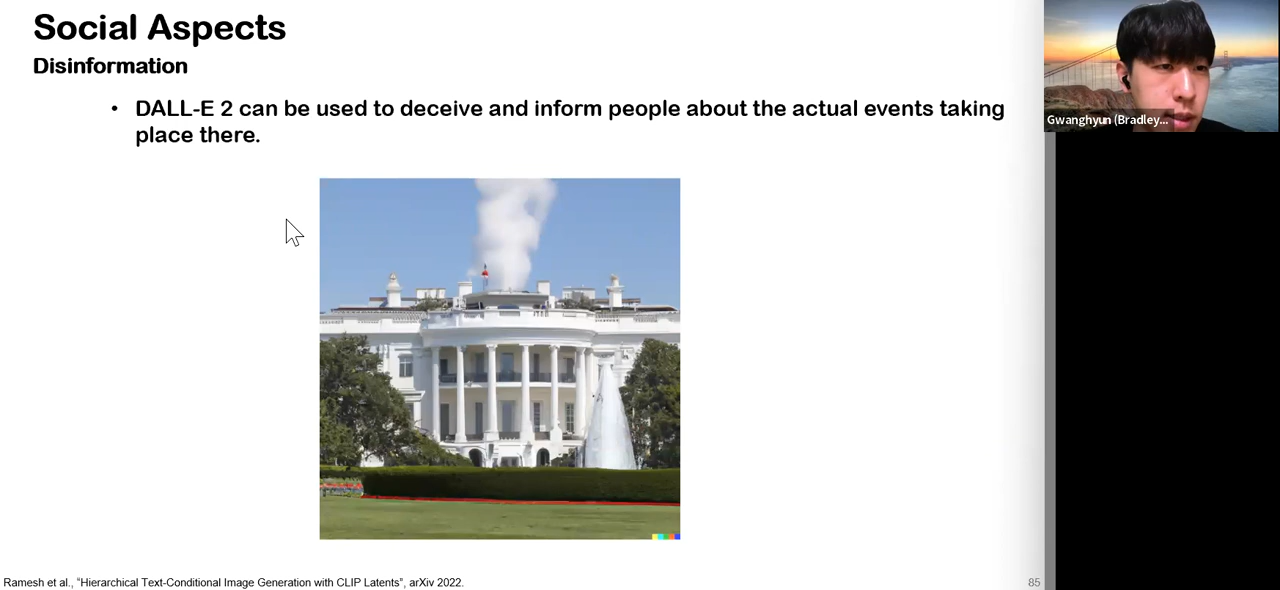 Social Aspects
Disinformation
• DALL-E 2 can be used to deceive and inform people about the actual events taking
place there.
Gwanghyun (Bradley...
Ramesh et al., “Hierarchical Text-Conditional Image Generation with CLIP Latents”, arXiv 2022.
85